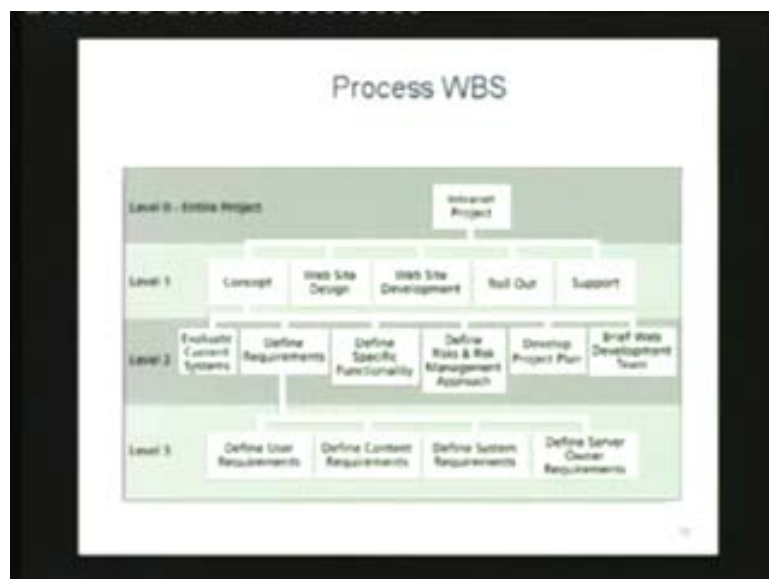 Process WBS
Level 0 - Entire Project
Intranet
Project
Level 1
Concept
Web Site
Design
Web Site
Development
Roll Out
Support
Level 2
Evaluate
Current
Systems
Define
Requirements
Define
Specific
Functionality
Define
Risks & Risk
Management
Approach
Develop
Project Plan
Brief Web
Development
Team
Level 3
Define User
Requirements
Define Content
Requirements
Define System
Requirements
Define Server
Owner
Requirements